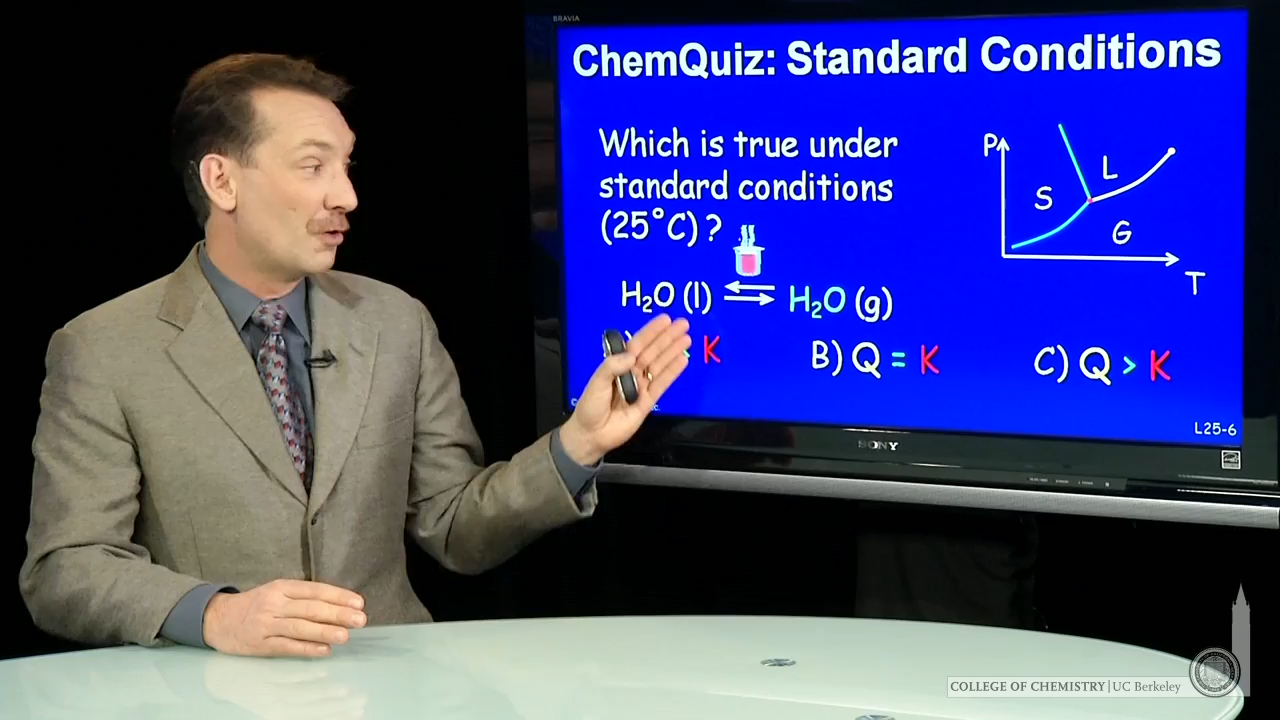 BRAVIA
ChemQuiz: Standard Conditions
Which is true under
standard conditions
(25°C) ?
P
S
L
G
T
H₂O (l) ⇌ H₂O (g)
K
B) Q = K
C) Q > K
L25-6
SONY
COLLEGE OF CHEMISTRY | UC Berkeley